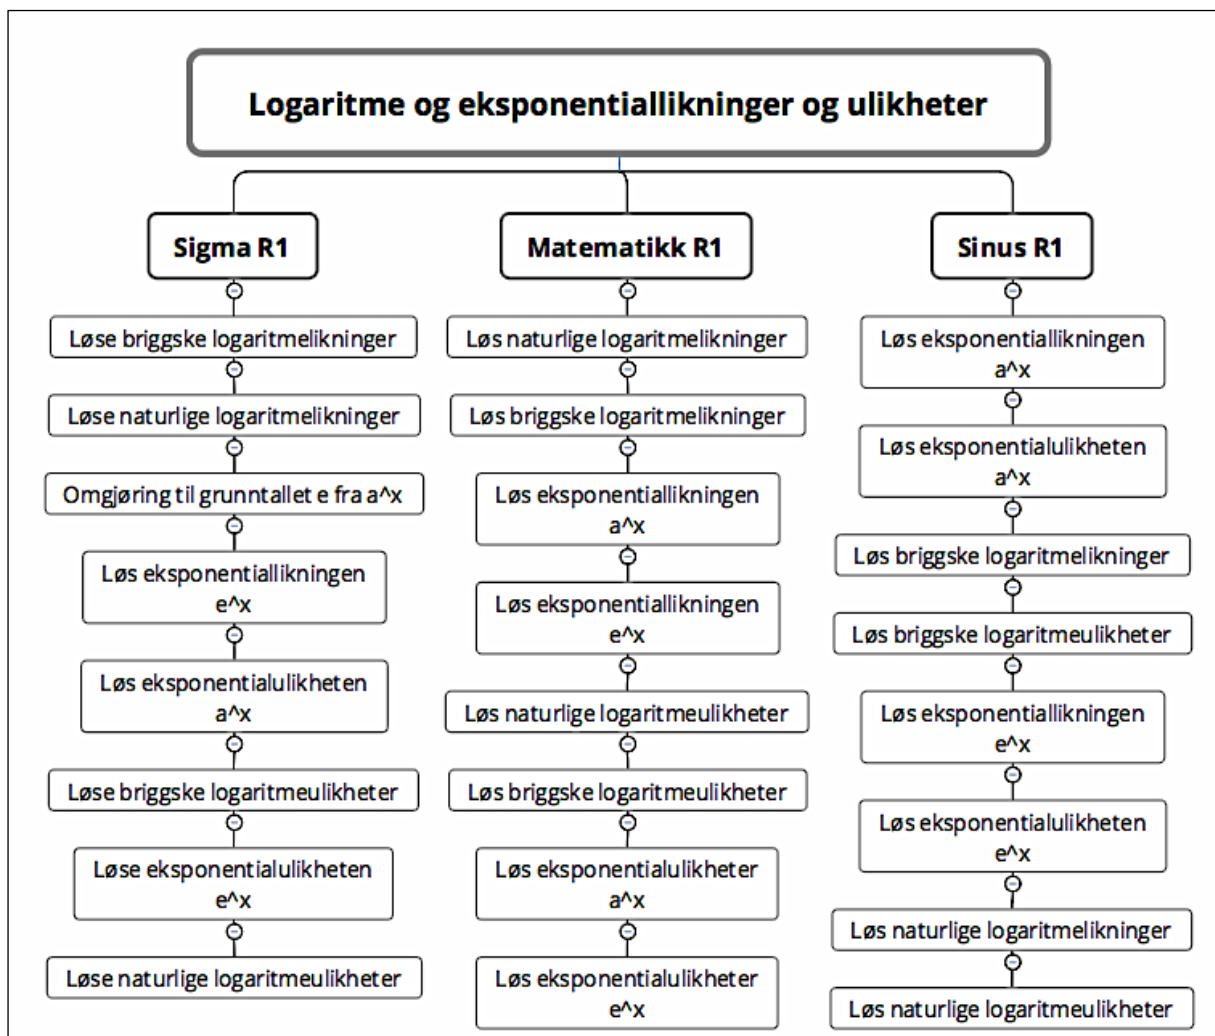 Logaritme og eksponentiallikninger og ulikheter
Sigma R1
Løse briggske logaritmelikninger
Løse naturlige logaritmelikninger
Omgjøring til grunntallet e fra a^x
Løs eksponentiallikningen
e^x
Løs eksponentialulikheten
a^x
Løse briggske logaritmeulikheter
Løse eksponentialulikheten
e^x
Løse naturlige logaritmeulikheter
Matematikk R1
Løs naturlige logaritmelikninger
Løs briggske logaritmelikninger
Løs eksponentiallikningen
a^x
Løs eksponentiallikningen
e^x
Løs naturlige logaritmeulikheter
Løs briggske logaritmeulikheter
Løs eksponentialulikheter
a^x
Løs eksponentialulikheter
e^x
Sinus R1
Løs eksponentiallikningen
a^x
Løs eksponentialulikheten
a^x
Løs briggske logaritmelikninger
Løs briggske logaritmeulikheter
Løs eksponentiallikningen
e^x
Løs eksponentialulikheten
e^x
Løs naturlige logaritmelikninger
Løs naturlige logaritmeulikheter